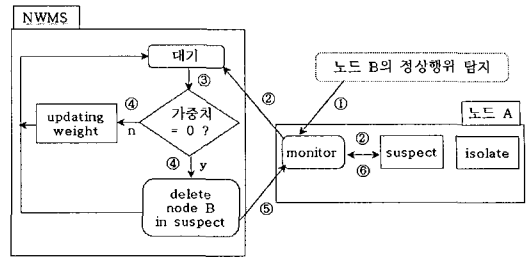 NWMS
대기
노드 B의 정상행위 탐지
③
②
①
④
updating
weight
n
가중치
= 0 ?
노드 A
④
y
monitor
②
⑥
suspect
isolate
delete
node B
in suspect
⑤